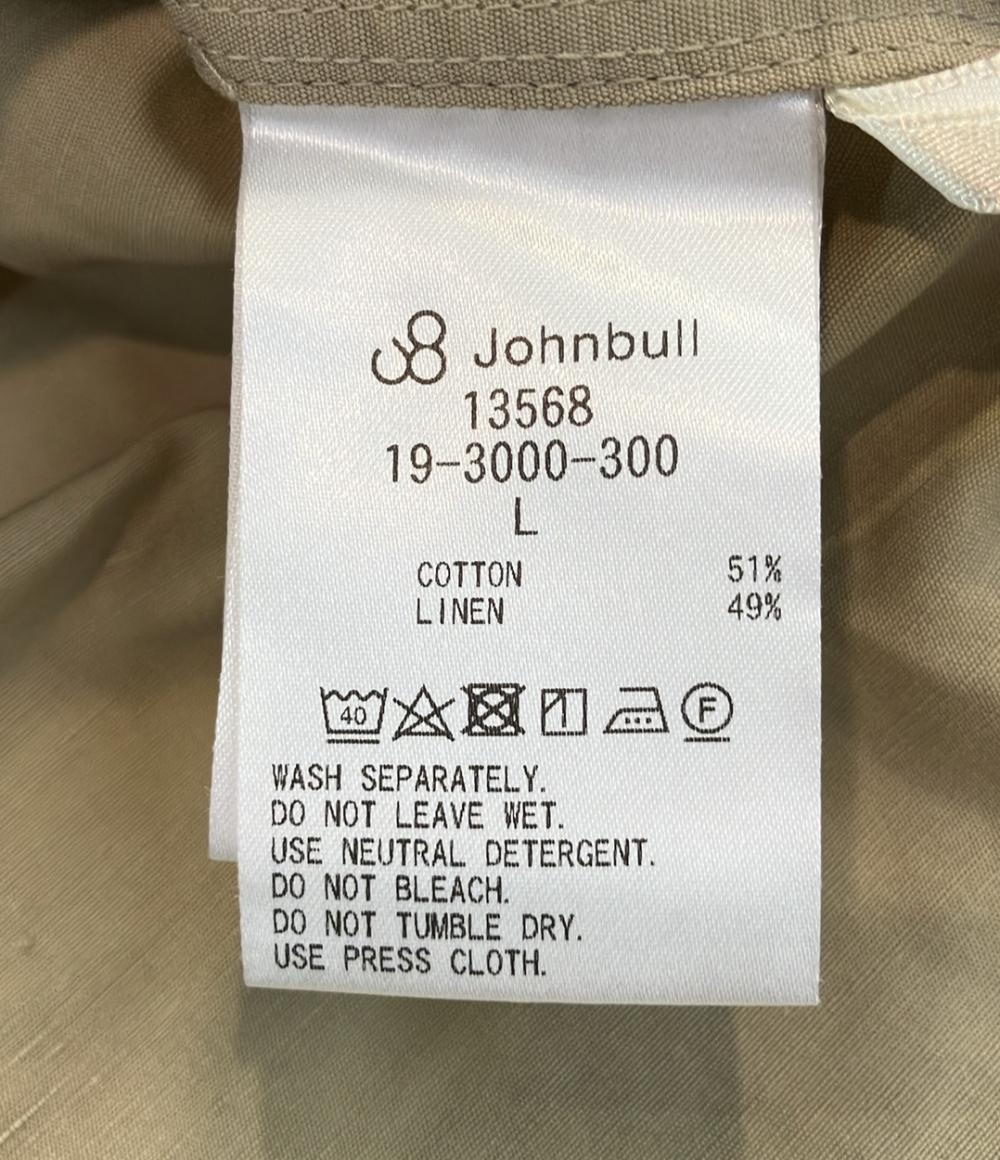 Johnbull
13568
19-3000-300
L
COTTON 51%
LINEN 49%
40 F
WASH SEPARATELY.
DO NOT LEAVE WET.
USE NEUTRAL DETERGENT.
DO NOT BLEACH.
DO NOT TUMBLE DRY.
USE PRESS CLOTH.